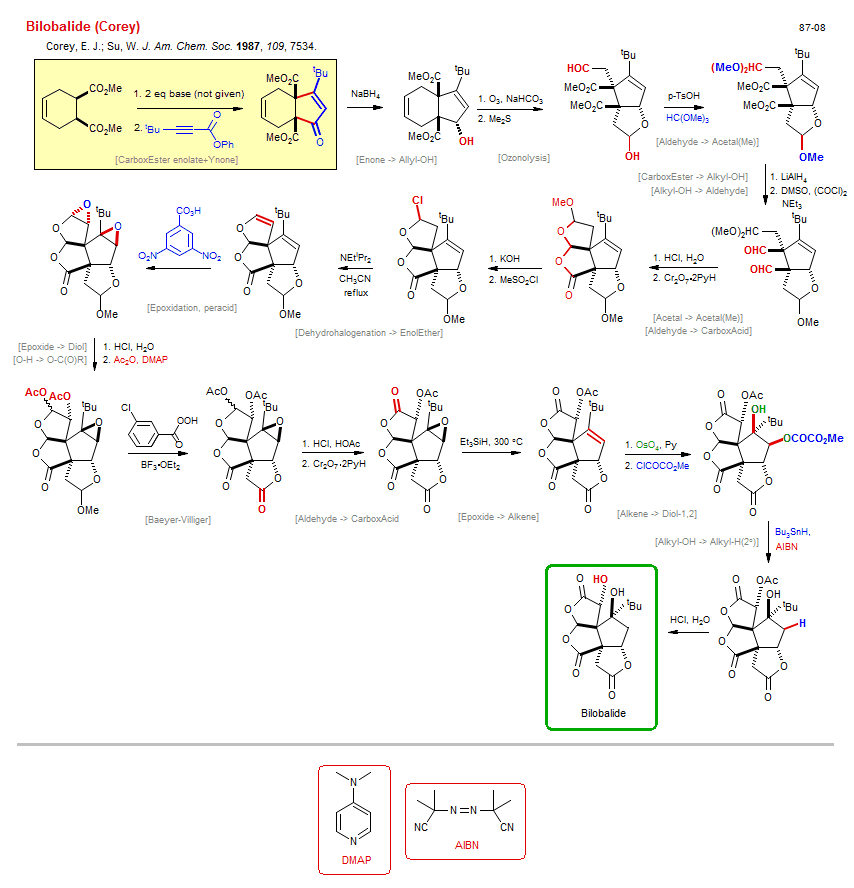 Bilobalide (Corey)
87-08
Corey, E. J.; Su, W. J. Am. Chem. Soc. 1987, 109, 7534.
CO₂Me
CO₂Me
1. 2 eq base (not given)
2. ᵗBu
O
OPh
[CarboxEster enolate+Ynone]
MeO₂C
ᵗBu
MeO₂C
O
NaBH₄
[Enone -> Allyl-OH]
MeO₂C
ᵗBu
MeO₂C
OH
1. O₃, NaHCO₃
2. Me₂S
[Ozonolysis]
HOC
ᵗBu
MeO₂C
MeO₂C
O
OH
p-TsOH
HC(OMe)₃
[Aldehyde -> Acetal(Me)]
(MeO)₂HC
ᵗBu
MeO₂C
MeO₂C
O
OMe
[CarboxEster -> Alkyl-OH]
[Alkyl-OH -> Aldehyde]
1. LiAlH₄
2. DMSO, (COCl)₂
NEt₃
ᵗBu
(MeO)₂HC
OHC
OHC
O
OMe
1. HCl, H₂O
2. Cr₂O₇•2PyH
[Acetal -> Acetal(Me)]
[Aldehyde -> CarboxAcid]
MeO
ᵗBu
O
O
O
O
OMe
1. KOH
2. MeSO₂Cl
Cl
ᵗBu
O
O
O
O
OMe
NEtⁱPr₂
CH₃CN
reflux
[Dehydrohalogenation -> EnolEther]
ᵗBu
O
O
O
O
OMe
CO₃H
O₂N
NO₂
[Epoxidation, peracid]
O
ᵗBu
O
O
O
O
O
OMe
[Epoxide -> Diol]
[O-H -> O-C(O)R]
1. HCl, H₂O
2. Ac₂O, DMAP
AcO
AcO
ᵗBu
O
O
O
O
O
OMe
Cl
OOH
O
BF₃•OEt₂
[Baeyer-Villiger]
AcO
OAc
ᵗBu
O
O
O
O
O
O
1. HCl, HOAc
2. Cr₂O₇•2PyH
[Aldehyde -> CarboxAcid
O
OAc
ᵗBu
O
O
O
O
O
O
Et₃SiH, 300 °C
[Epoxide -> Alkene]
O
OAc
ᵗBu
O
O
O
O
O
1. OsO₄, Py
2. ClCOCO₂Me
[Alkene -> Diol-1,2]
O
OAc
OH
ᵗBu
OCOCO₂Me
O
O
O
O
O
[Alkyl-OH -> Alkyl-H(2°)]
Bu₃SnH,
AIBN
O
OAc
OH
ᵗBu
H
O
O
O
O
O
HCl, H₂O
O
HO
OH
ᵗBu
O
O
O
O
O
Bilobalide
N
N
DMAP
N=N
NC
CN
AIBN